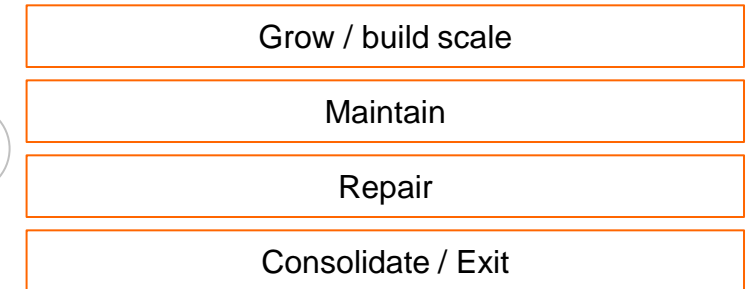 Grow / build scale
Maintain
Repair
Consolidate / Exit